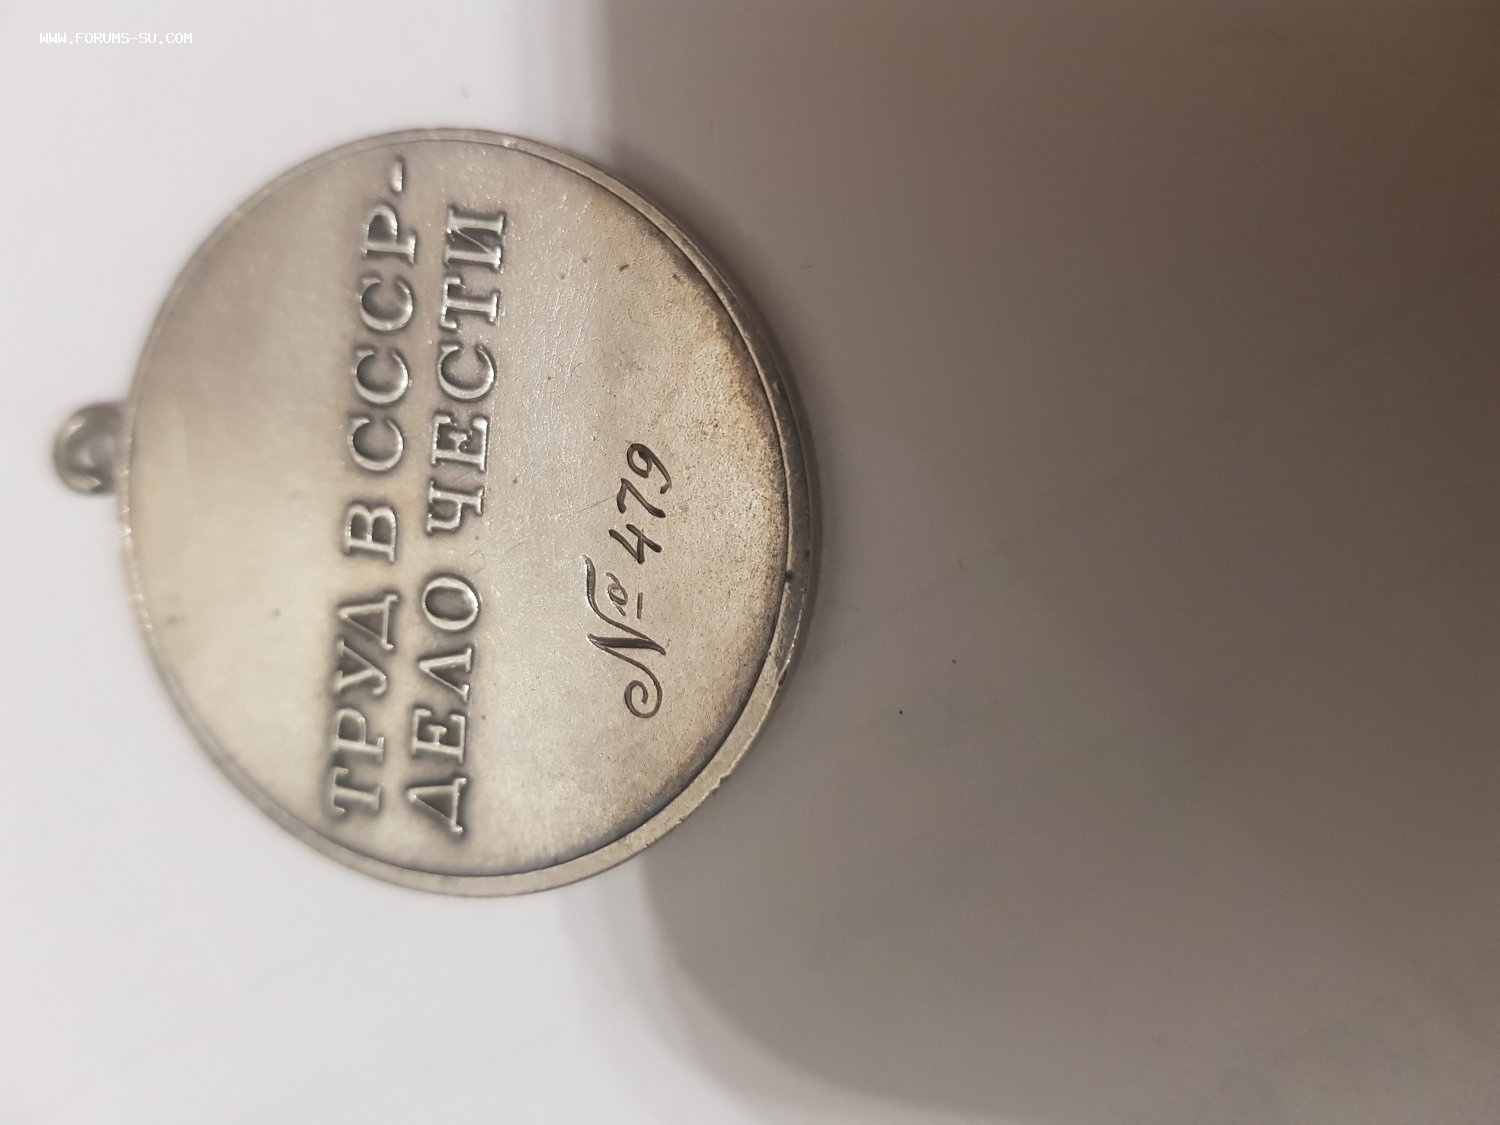 WWW.FORUMS-SU.COM
ТРУД В СССР-
ДЕЛО ЧЕСТИ
№ 479